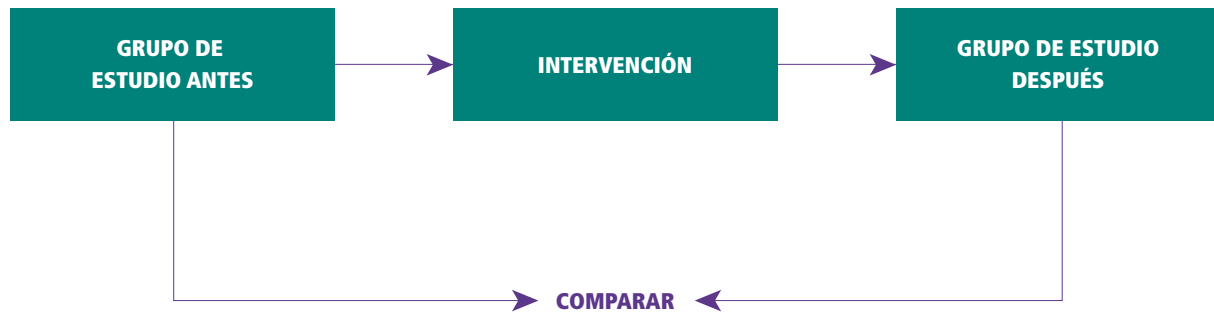 GRUPO DE
ESTUDIO ANTES
INTERVENCIÓN
GRUPO DE ESTUDIO
DESPUÉS
COMPARAR